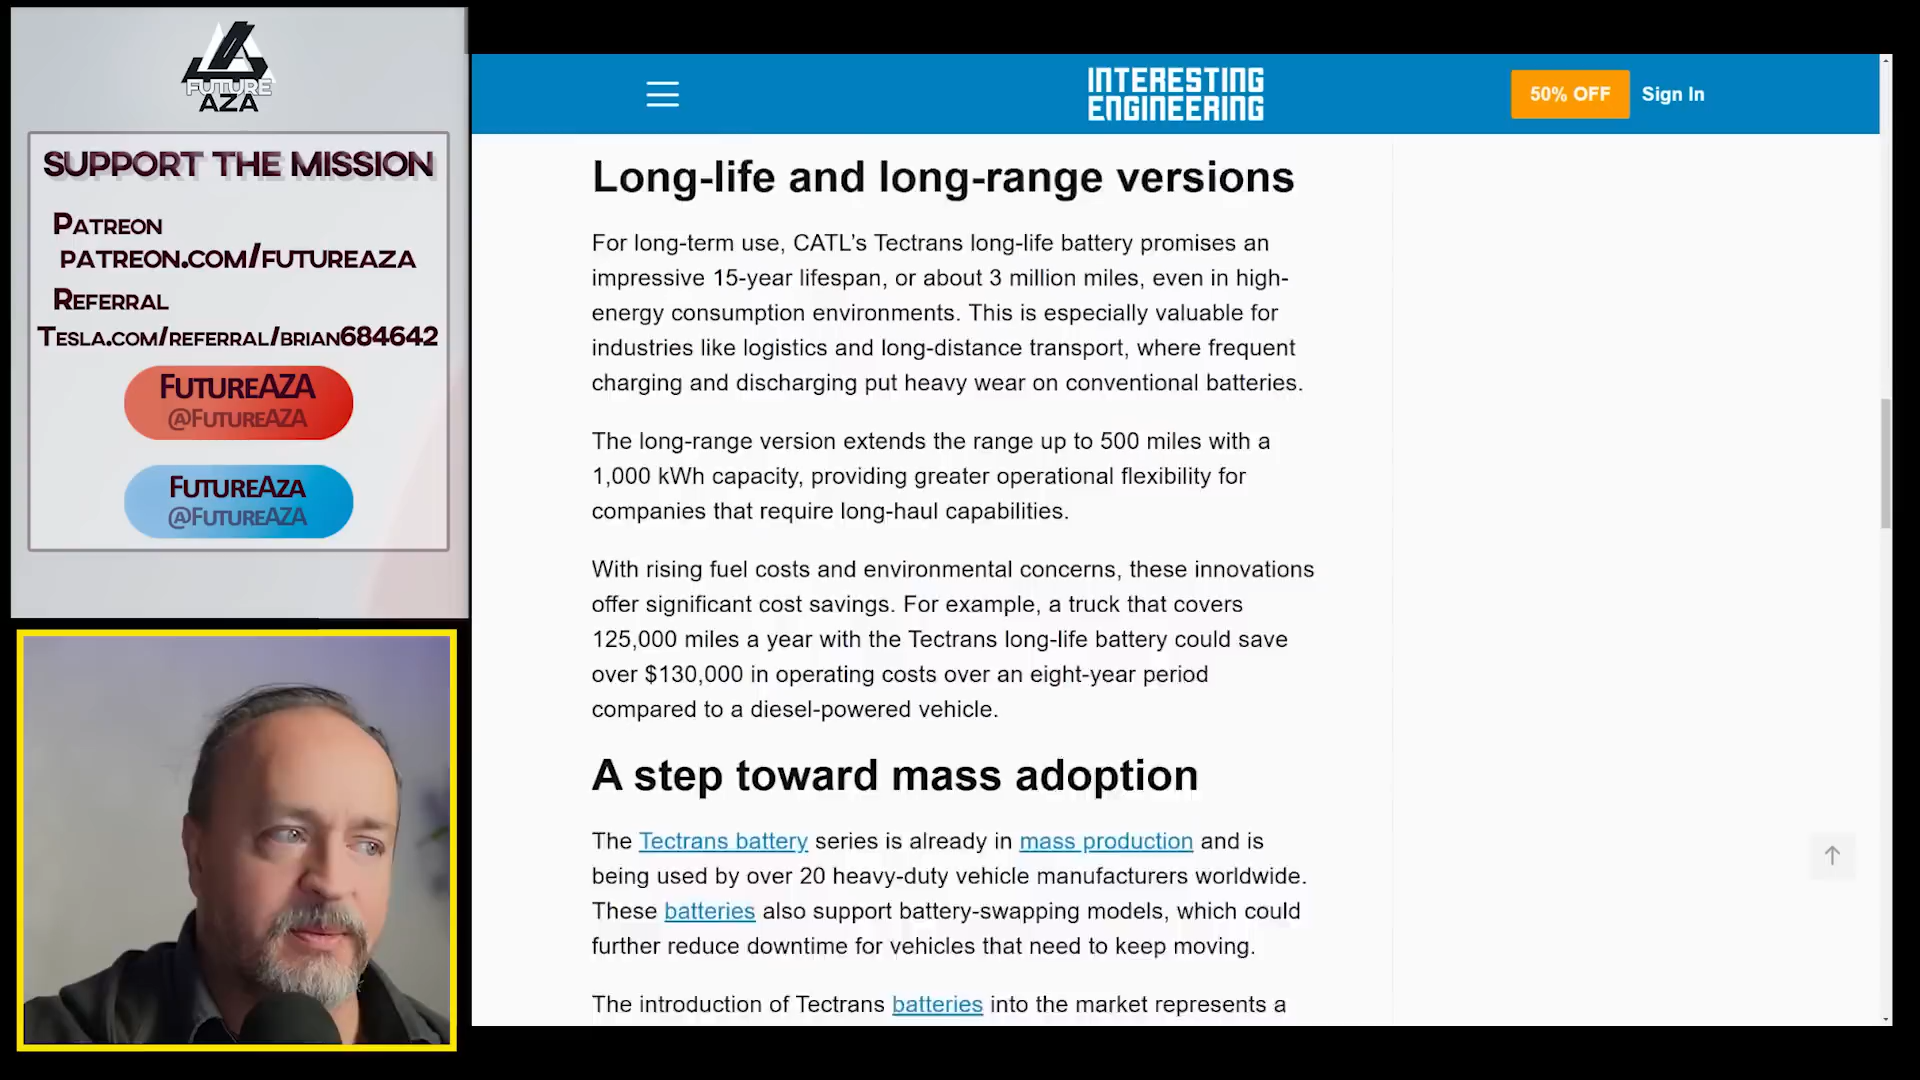 FUTURE
AZA
SUPPORT THE MISSION
PATREON
PATREON.COM/FUTUREAZA
REFERRAL
TESLA.COM/REFERRAL/BRIAN684642
FUTUREAZA
@FUTUREAZA
FUTUREAZA
@FUTUREAZA
INTERESTING
ENGINEERING
50% OFF
Sign In
Long-life and long-range versions
For long-term use, CATL’s Tectrans long-life battery promises an
impressive 15-year lifespan, or about 3 million miles, even in high-
energy consumption environments. This is especially valuable for
industries like logistics and long-distance transport, where frequent
charging and discharging put heavy wear on conventional batteries.
The long-range version extends the range up to 500 miles with a
1,000 kWh capacity, providing greater operational flexibility for
companies that require long-haul capabilities.
With rising fuel costs and environmental concerns, these innovations
offer significant cost savings. For example, a truck that covers
125,000 miles a year with the Tectrans long-life battery could save
over $130,000 in operating costs over an eight-year period
compared to a diesel-powered vehicle.
A step toward mass adoption
The Tectrans battery series is already in mass production and is
being used by over 20 heavy-duty vehicle manufacturers worldwide.
These batteries also support battery-swapping models, which could
further reduce downtime for vehicles that need to keep moving.
The introduction of Tectrans batteries into the market represents a